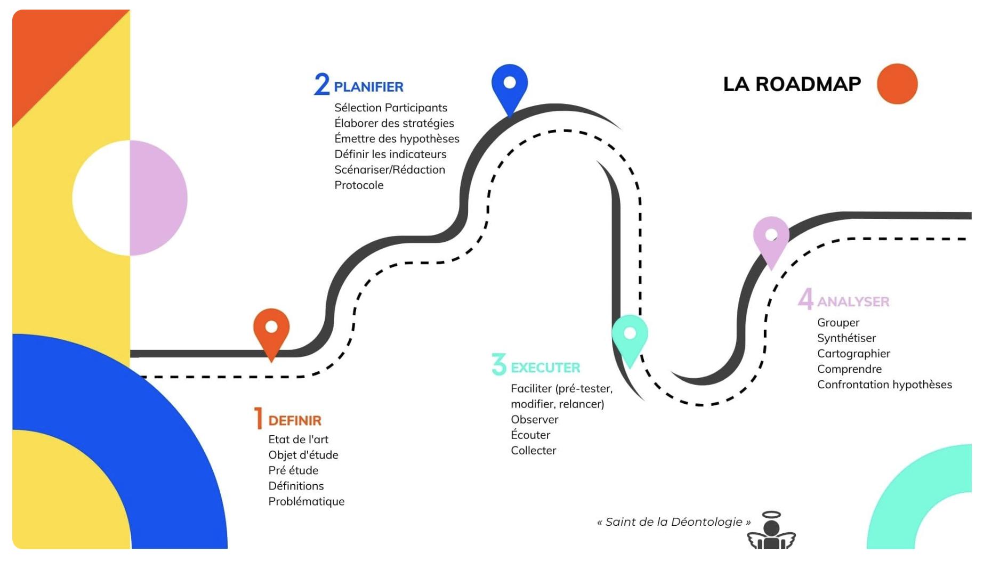 LA ROADMAP
1 DEFINIR
Etat de l'art
Objet d'étude
Pré étude
Définitions
Problématique
2 PLANIFIER
Sélection Participants
Élaborer des stratégies
Émettre des hypothèses
Définir les indicateurs
Scénariser/Rédaction
Protocole
3 EXECUTER
Faciliter (pré-tester,
modifier, relancer)
Observer
Écouter
Collecter
4 ANALYSER
Grouper
Synthétiser
Cartographier
Comprendre
Confrontation hypothèses
« Saint de la Déontologie »